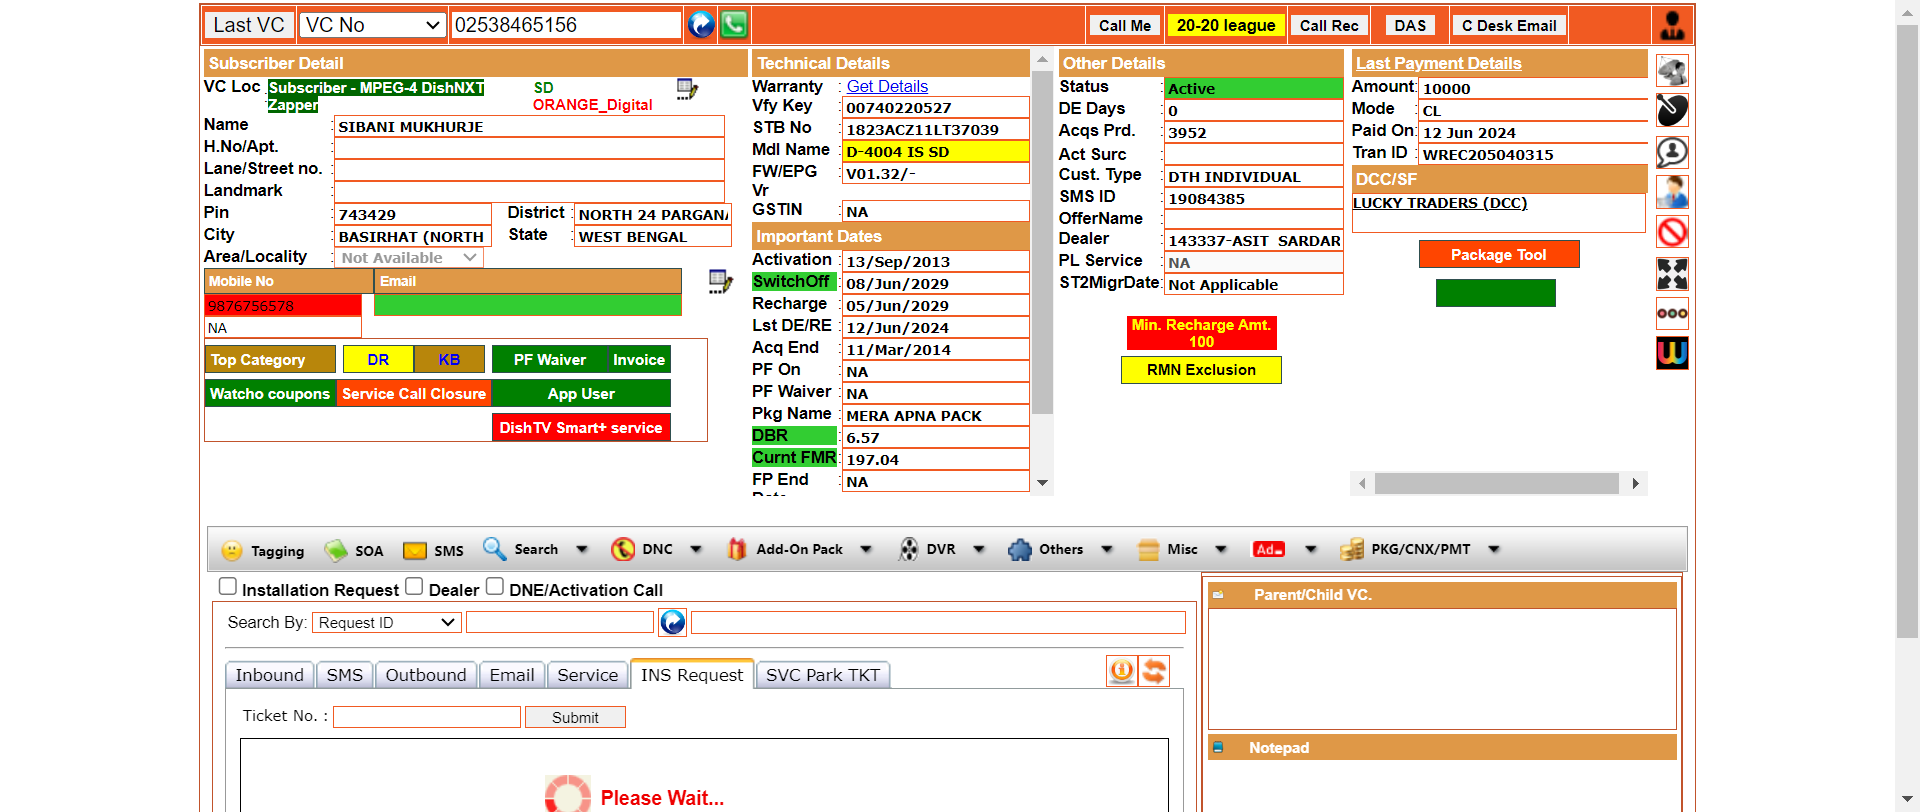 Last VC VC No 02538465156 Call Me 20-20 league Call Rec DAS C Desk Email
Subscriber Detail
VC Loc : Subscriber - MPEG-4 DishNXT Zapper SD ORANGE_Digital
Name : SIBANI MUKHURJE
H.No/Apt. :
Lane/Street no. :
Landmark :
Pin : 743429 District : NORTH 24 PARGANA
City : BASIRHAT (NORTH State : WEST BENGAL
Area/Locality : Not Available
Mobile No Email
9876756578
NA
Top Category DR KB PF Waiver Invoice
Watcho coupons Service Call Closure App User
DishTV Smart+ service
Technical Details
Warranty : Get Details
Vfy Key : 00740220527
STB No : 1823ACZ11LT37039
Mdl Name : D-4004 IS SD
FW/EPG Vr : V01.32/-
GSTIN : NA
Important Dates
Activation : 13/Sep/2013
SwitchOff : 08/Jun/2029
Recharge : 05/Jun/2029
Lst DE/RE : 12/Jun/2024
Acq End : 11/Mar/2014
PF On : NA
PF Waiver : NA
Pkg Name : MERA APNA PACK
DBR : 6.57
Curnt FMR : 197.04
FP End Date : NA
Other Details
Status : Active
DE Days : 0
Acqs Prd. : 3952
Act Surc :
Cust. Type : DTH INDIVIDUAL
SMS ID : 19084385
OfferName :
Dealer : 143337-ASIT SARDAR
PL Service : NA
ST2MigrDate: Not Applicable
Min. Recharge Amt. 100
RMN Exclusion
Last Payment Details
Amount: 10000
Mode : CL
Paid On: 12 Jun 2024
Tran ID : WREC205040315
DCC/SF
LUCKY TRADERS (DCC)
Package Tool
Tagging SOA SMS Search DNC Add-On Pack DVR Others Misc Ad PKG/CNX/PMT
Installation Request Dealer DNE/Activation Call
Search By: Request ID
Inbound SMS Outbound Email Service INS Request SVC Park TKT
Ticket No. : Submit
Please Wait...
Parent/Child VC.
Notepad